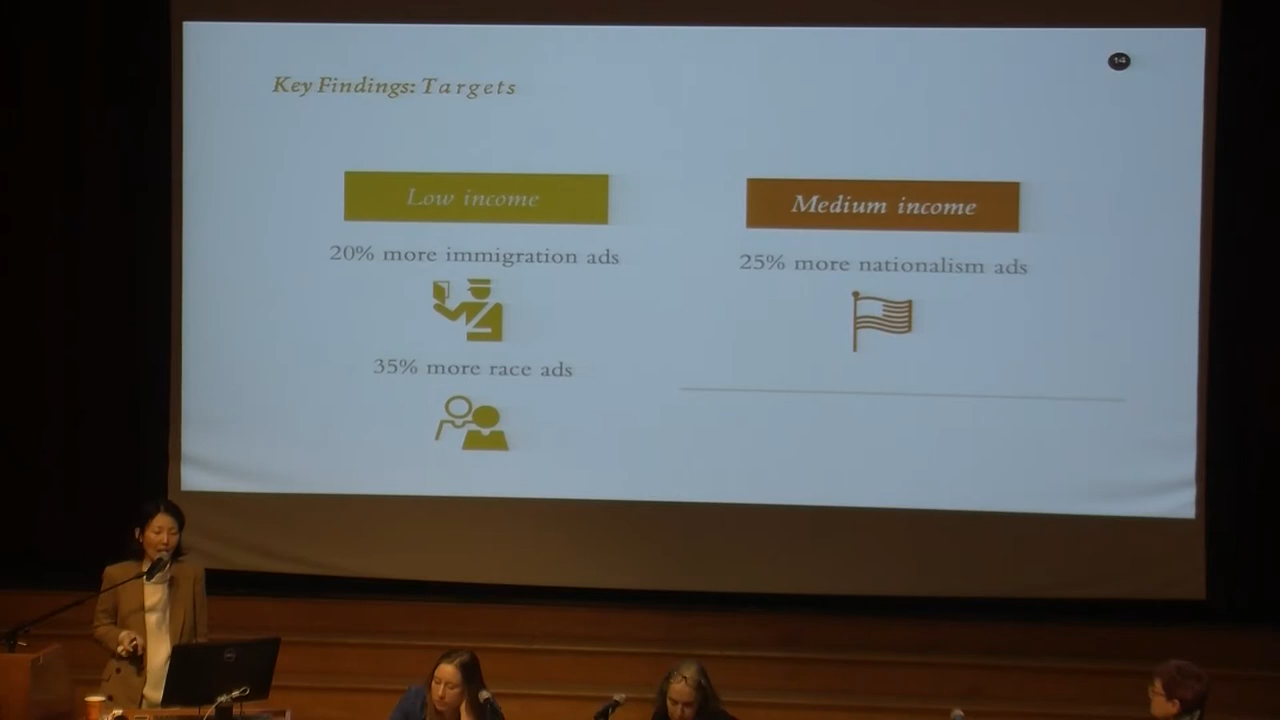 14
Key Findings: Targets
Low income
20% more immigration ads
35% more race ads
Medium income
25% more nationalism ads